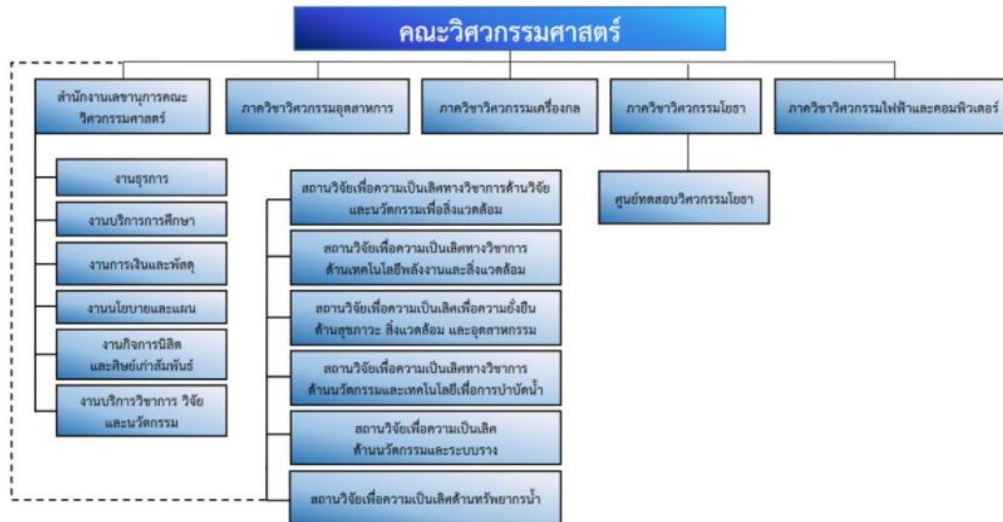 คณะวิศวกรรมศาสตร์
สำนักงานเลขานุการคณะ
วิศวกรรมศาสตร์
ภาควิชาวิศวกรรมอุตสาหการ
ภาควิชาวิศวกรรมเครื่องกล
ภาควิชาวิศวกรรมโยธา
ภาควิชาวิศวกรรมไฟฟ้าและคอมพิวเตอร์
งานธุรการ
งานบริการการศึกษา
งานการเงินและพัสดุ
งานนโยบายและแผน
งานกิจการนิสิต
และศิษย์เก่าสัมพันธ์
งานบริการวิชาการ วิจัย
และนวัตกรรม
สถานวิจัยเพื่อความเป็นเลิศทางวิชาการด้านวิจัย
และนวัตกรรมเพื่อสิ่งแวดล้อม
สถานวิจัยเพื่อความเป็นเลิศทางวิชาการ
ด้านเทคโนโลยีพลังงานและสิ่งแวดล้อม
สถานวิจัยเพื่อความเป็นเลิศเพื่อความยั่งยืน
ด้านสุขภาวะ สิ่งแวดล้อม และอุตสาหกรรม
สถานวิจัยเพื่อความเป็นเลิศทางวิชาการ
ด้านนวัตกรรมและเทคโนโลยีเพื่อการบำบัดน้ำ
สถานวิจัยเพื่อความเป็นเลิศ
ด้านนวัตกรรมและระบบราง
สถานวิจัยเพื่อความเป็นเลิศด้านทรัพยากรน้ำ
ศูนย์ทดสอบวิศวกรรมโยธา